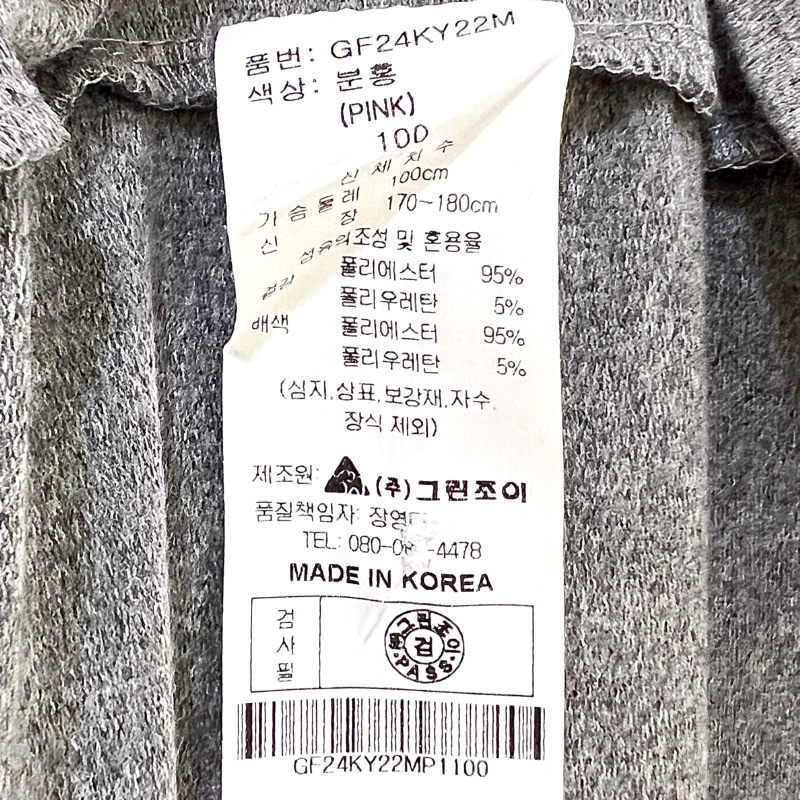 품번: GF24KY22M
색상: 분홍
(PINK)
100
신체치수
가슴둘레 100cm
신장 170~180cm
섬유의조성 및 혼용율
겉감 폴리에스터 95%
폴리우레탄 5%
배색 폴리에스터 95%
폴리우레탄 5%
(심지,상표,보강재,자수,
장식 제외)
제조원: (주)그린조이
품질책임자: 장영
TEL: 080-0 -4478
MADE IN KOREA
검사필
그린조이
검
PASS
GF24KY22MP1100